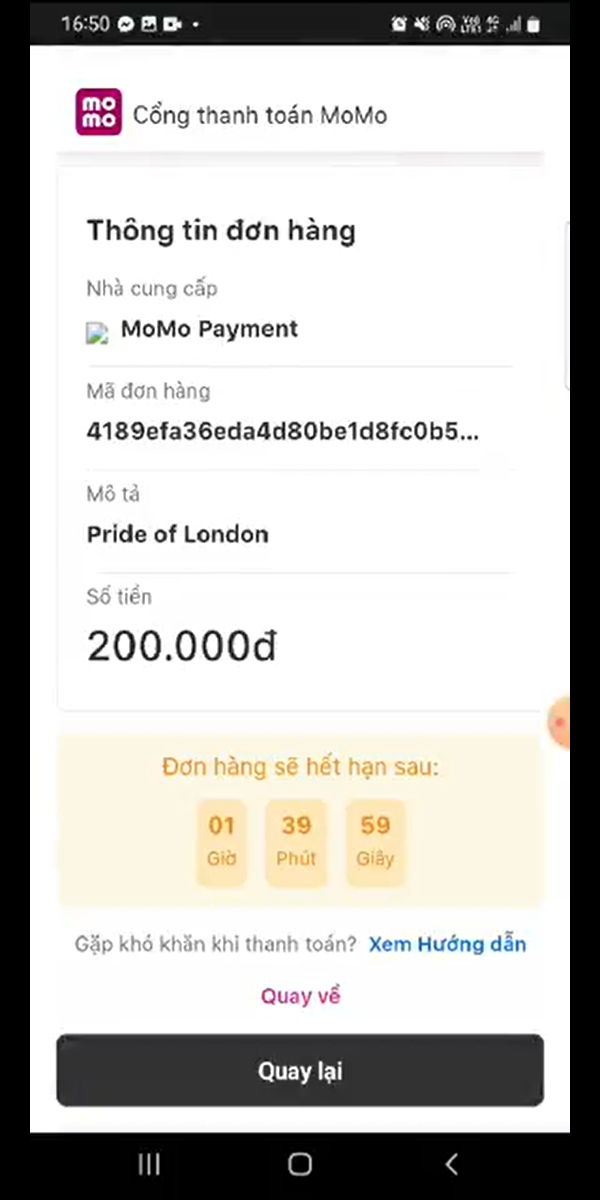 16:50
mo
mo
Cổng thanh toán MoMo
Thông tin đơn hàng
Nhà cung cấp
MoMo Payment
Mã đơn hàng
4189efa36eda4d80be1d8fc0b5...
Mô tả
Pride of London
Số tiền
200.000đ
Đơn hàng sẽ hết hạn sau:
01 39 59
Giờ Phút Giây
Gặp khó khăn khi thanh toán? Xem Hướng dẫn
Quay về
Quay lại